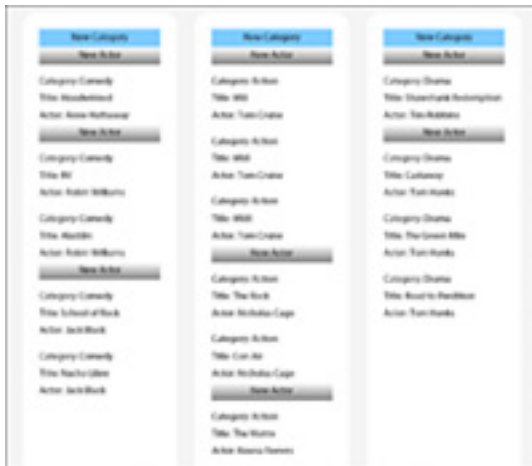 New Category
New Actor
Category: Comedy
Title: Hoodwinked
Actor: Anne Hathaway
New Actor
Category: Comedy
Title: RV
Actor: Robin Williams
Category: Comedy
Title: Aladdin
Actor: Robin Williams
New Actor
Category: Comedy
Title: School of Rock
Actor: Jack Black
Category: Comedy
Title: Nacho Libre
Actor: Jack Black
New Category
New Actor
Category: Action
Title:
Actor: Tom Cruise
Category: Action
Title:
Actor: Tom Cruise
Category: Action
Title:
Actor: Tom Cruise
New Actor
Category: Action
Title: The Rock
Actor: Nicholas Cage
Category: Action
Title: Con Air
Actor: Nicholas Cage
New Actor
Category: Action
Title: The
Actor: Keanu Reeves
New Category
New Actor
Category: Drama
Title: Shawshank Redemption
Actor: Tim Robbins
New Actor
Category: Drama
Title: Castaway
Actor: Tom Hanks
Category: Drama
Title: The Green Mile
Actor: Tom Hanks
Category: Drama
Title: Road to Perdition
Actor: Tom Hanks